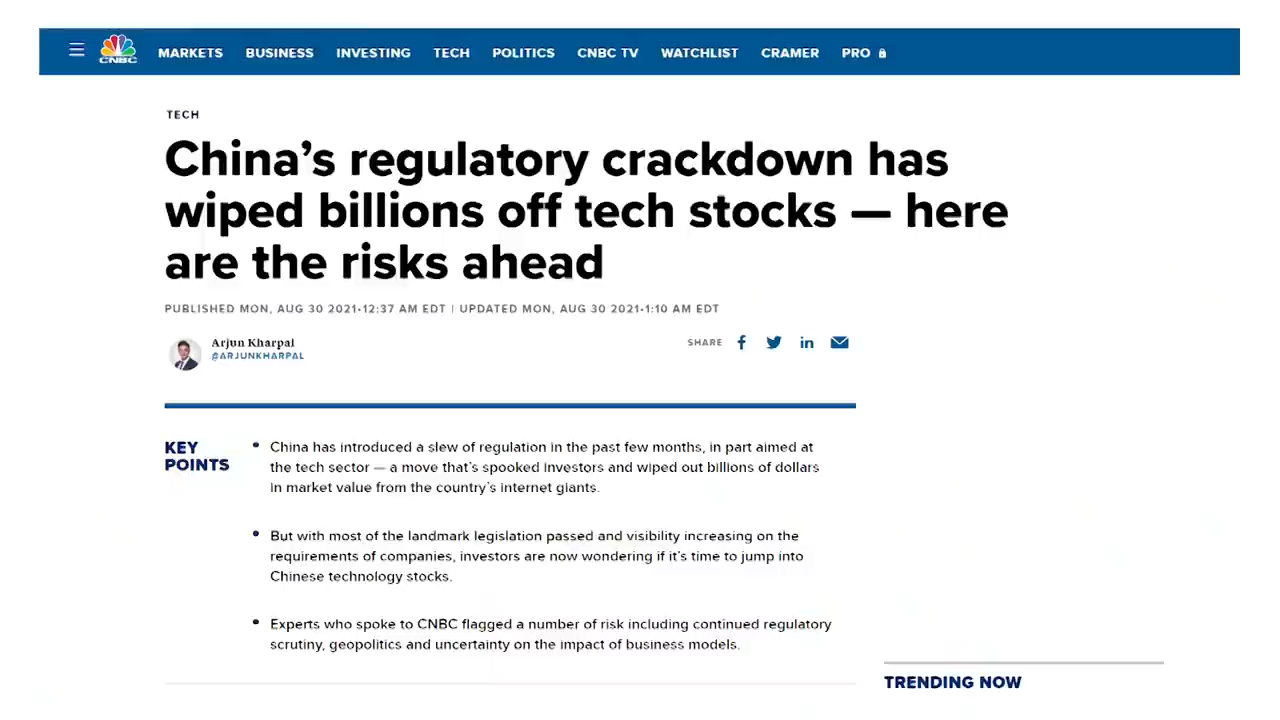 CNBC
MARKETS BUSINESS INVESTING TECH POLITICS CNBC TV WATCHLIST CRAMER PRO
TECH
China’s regulatory crackdown has
wiped billions off tech stocks — here
are the risks ahead
PUBLISHED MON, AUG 30 2021•12:37 AM EDT | UPDATED MON, AUG 30 2021•1:10 AM EDT
Arjun Kharpal
@ARJUNKHARPAL
SHARE
KEY
POINTS
• China has introduced a slew of regulation in the past few months, in part aimed at
the tech sector — a move that’s spooked investors and wiped out billions of dollars
in market value from the country’s internet giants.
• But with most of the landmark legislation passed and visibility increasing on the
requirements of companies, investors are now wondering if it’s time to jump into
Chinese technology stocks.
• Experts who spoke to CNBC flagged a number of risk including continued regulatory
scrutiny, geopolitics and uncertainty on the impact of business models.
TRENDING NOW